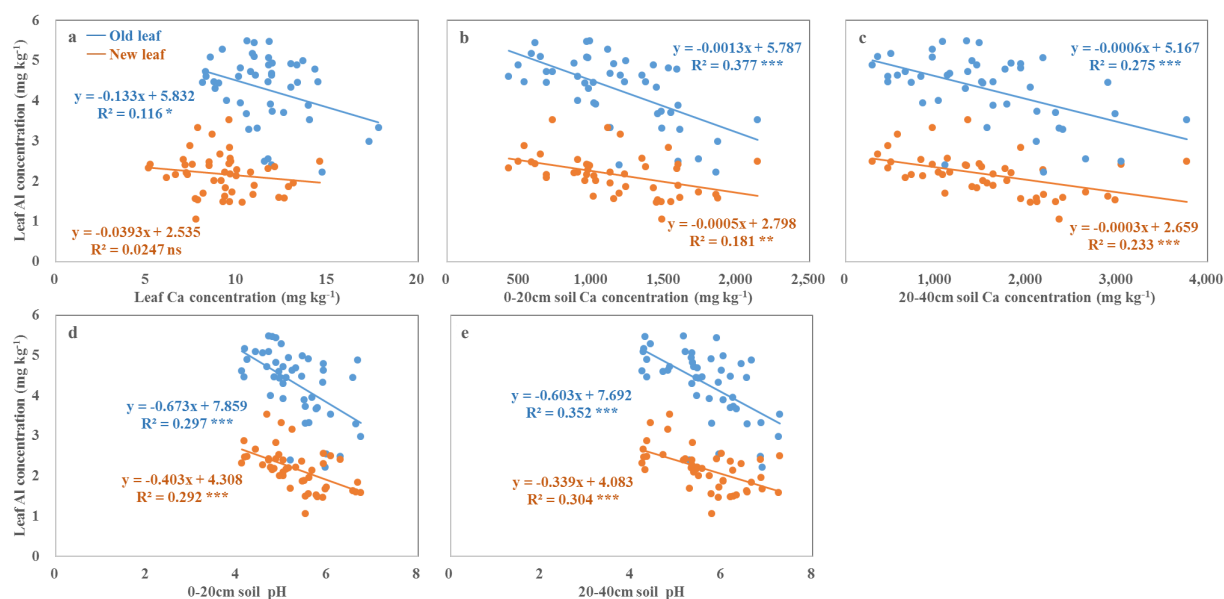 Leaf Al concentration (mg kg⁻¹)
6
5
4
3
2
1
0
a
Old leaf
New leaf
y = -0.133x + 5.832
R² = 0.116 *
y = -0.0393x + 2.535
R² = 0.0247 ns
0
5
10
15
20
Leaf Ca concentration (mg kg⁻¹)
b
y = -0.0013x + 5.787
R² = 0.377 ***
y = -0.0005x + 2.798
R² = 0.181 **
0
500
1,000
1,500
2,000
2,500
0-20cm soil Ca concentration (mg kg⁻¹)
c
y = -0.0006x + 5.167
R² = 0.275 ***
y = -0.0003x + 2.659
R² = 0.233 ***
0
1,000
2,000
3,000
4,000
20-40cm soil Ca concentration (mg kg⁻¹)
Leaf Al concentration (mg kg⁻¹)
6
5
4
3
2
1
0
d
y = -0.673x + 7.859
R² = 0.297 ***
y = -0.403x + 4.308
R² = 0.292 ***
0
2
4
6
8
0-20cm soil pH
e
y = -0.603x + 7.692
R² = 0.352 ***
y = -0.339x + 4.083
R² = 0.304 ***
0
2
4
6
8
20-40cm soil pH